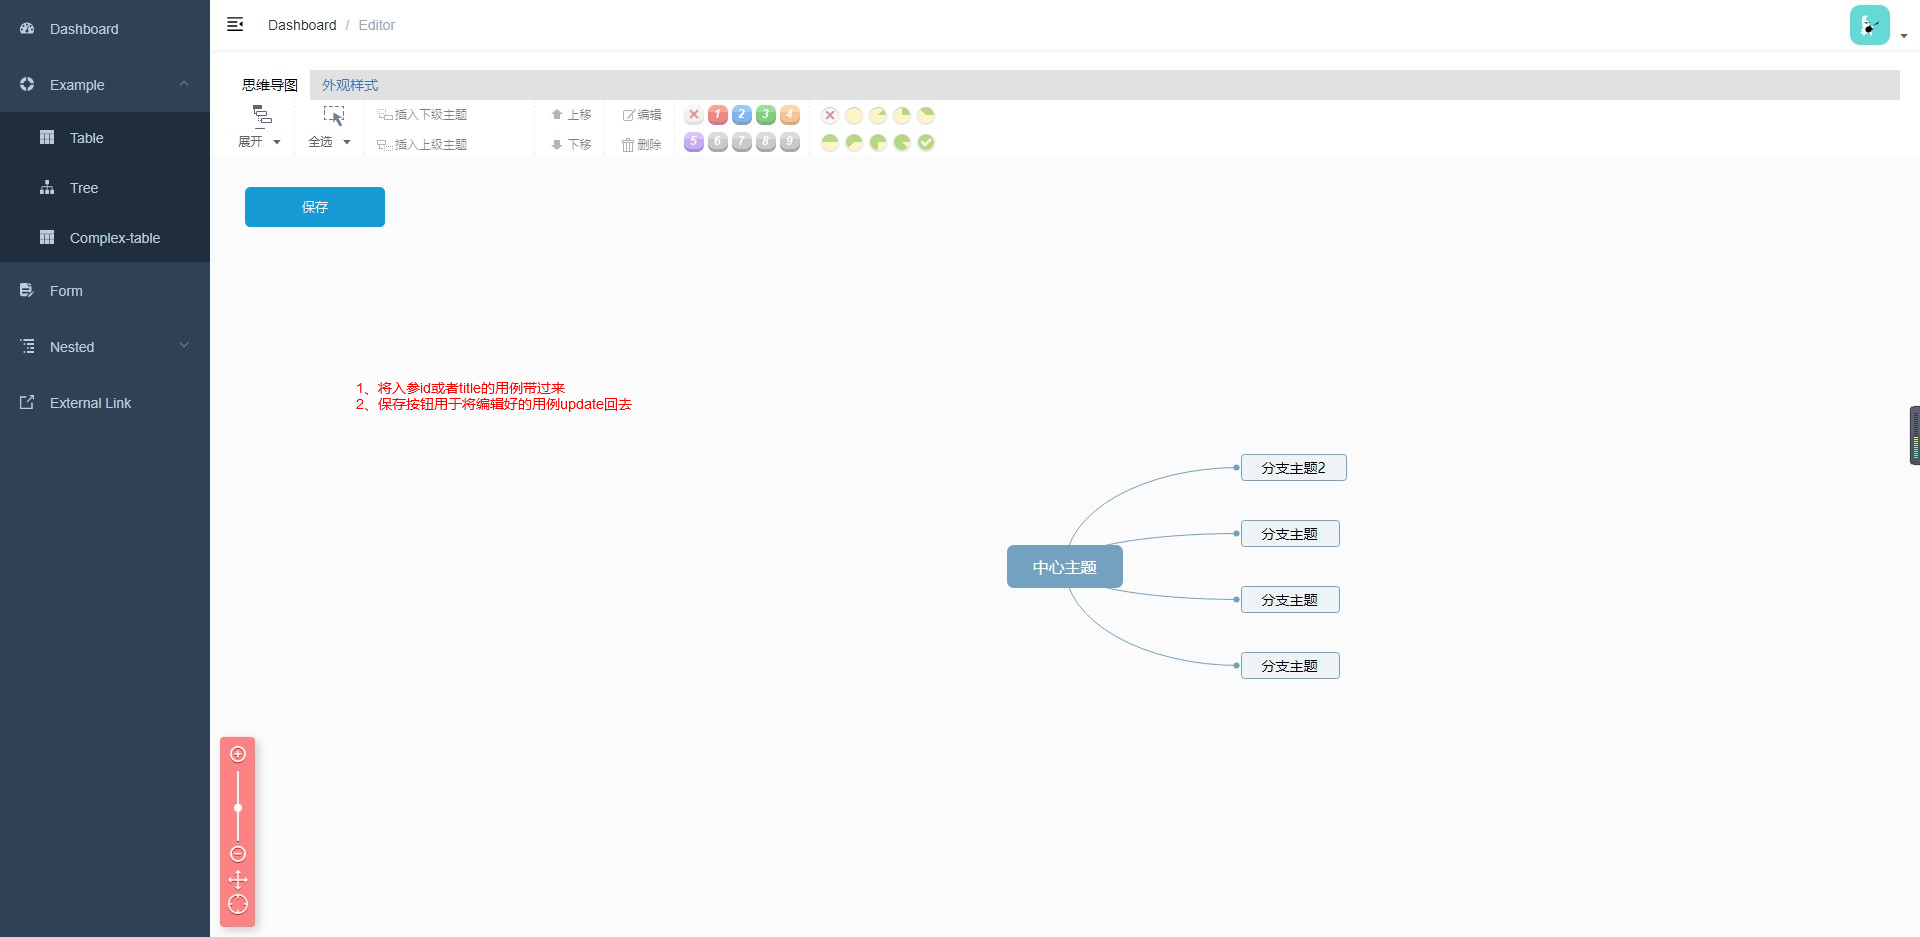 Dashboard
Example
Table
Tree
Complex-table
Form
Nested
External Link
Dashboard / Editor
思维导图
外观样式
展开
全选
插入下级主题
插入上级主题
上移
下移
编辑
删除
1 2 3 4
5 6 7 8 9
保存
1、将入参id或者title的用例带过来
2、保存按钮用于将编辑好的用例update回去
分支主题2
分支主题
中心主题
分支主题
分支主题